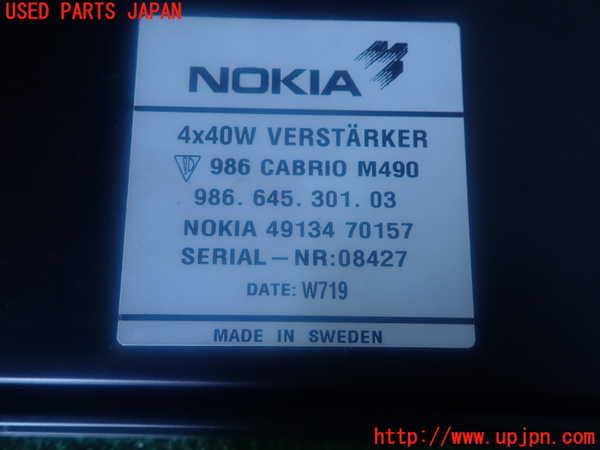 USED PARTS JAPAN
NOKIA
4x40W VERSTÄRKER
986 CABRIO M490
986. 645. 301. 03
NOKIA 49134 70157
SERIAL-NR:08427
DATE: W719
MADE IN SWEDEN
www.upjpn.com